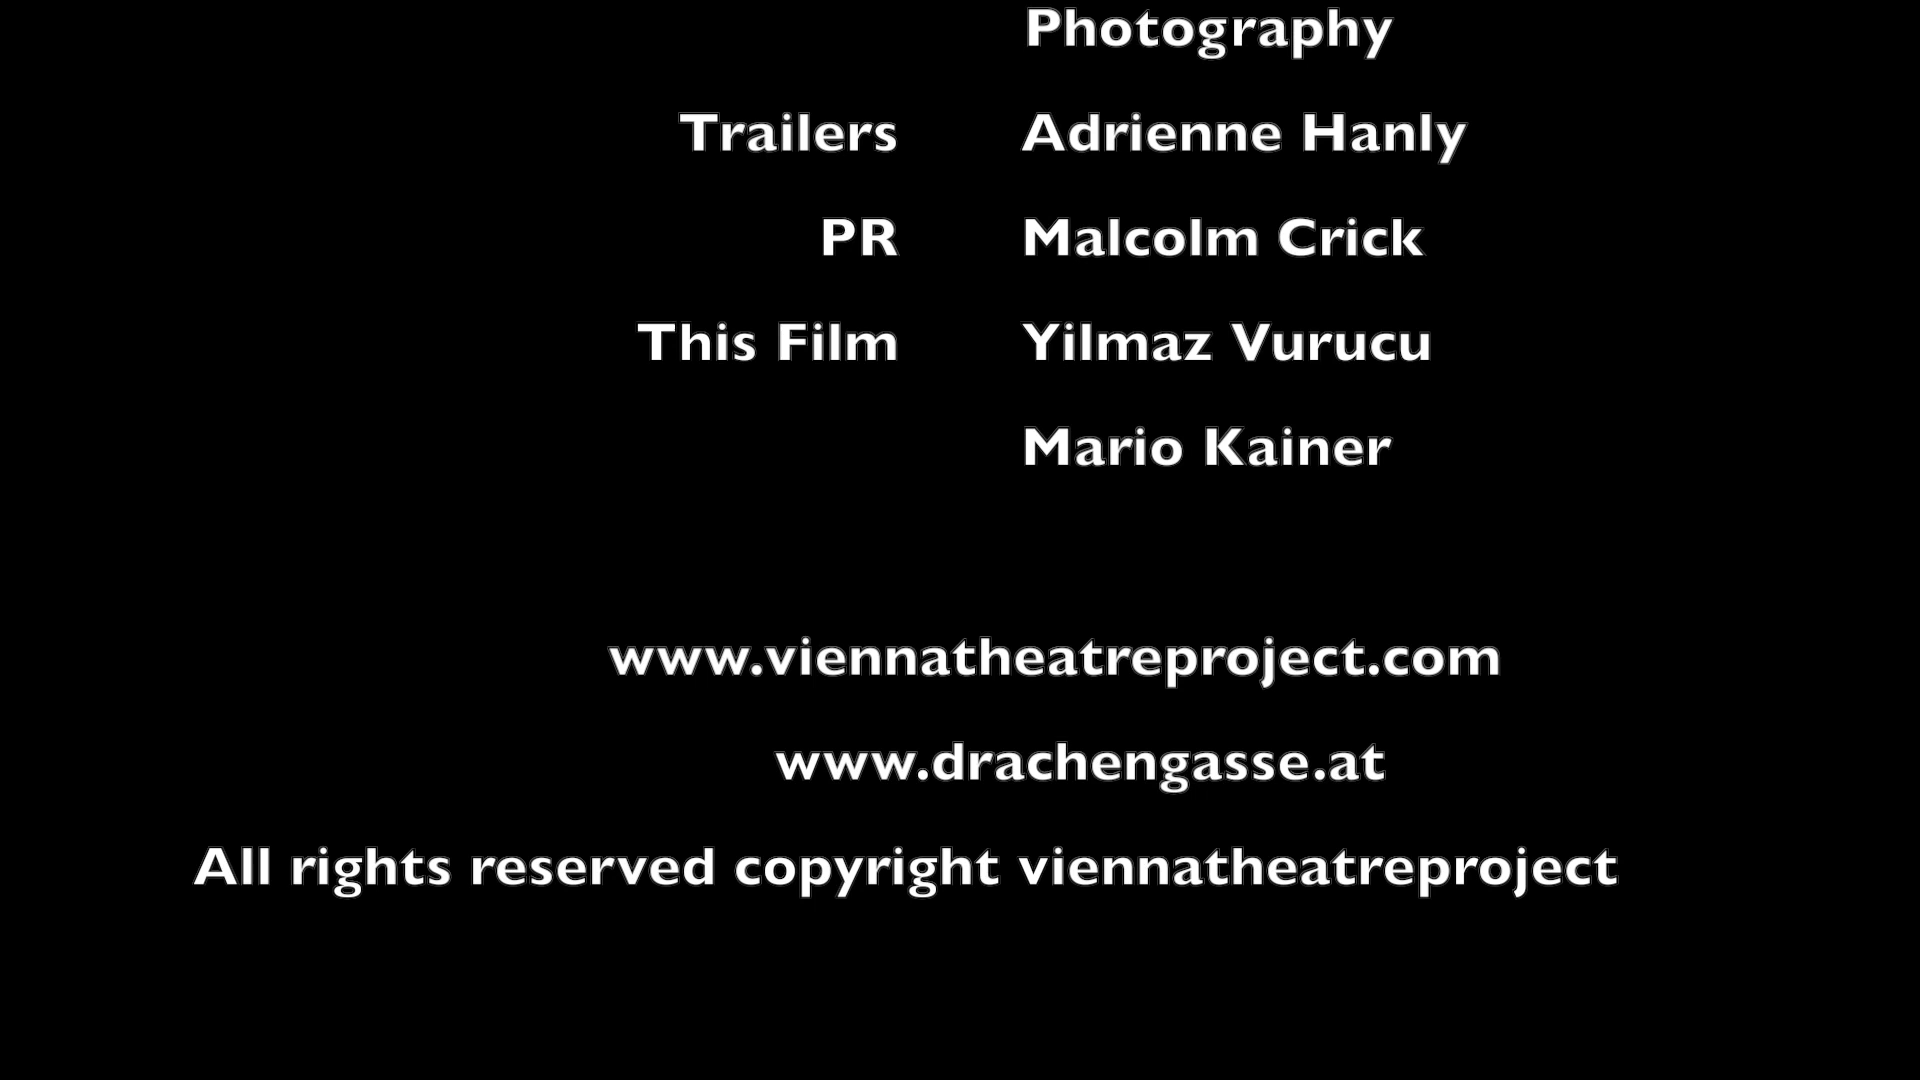 Photography
Trailers Adrienne Hanly
PR Malcolm Crick
This Film Yilmaz Vurucu
Mario Kainer
www.viennatheatreproject.com
www.drachengasse.at
All rights reserved copyright viennatheatreproject